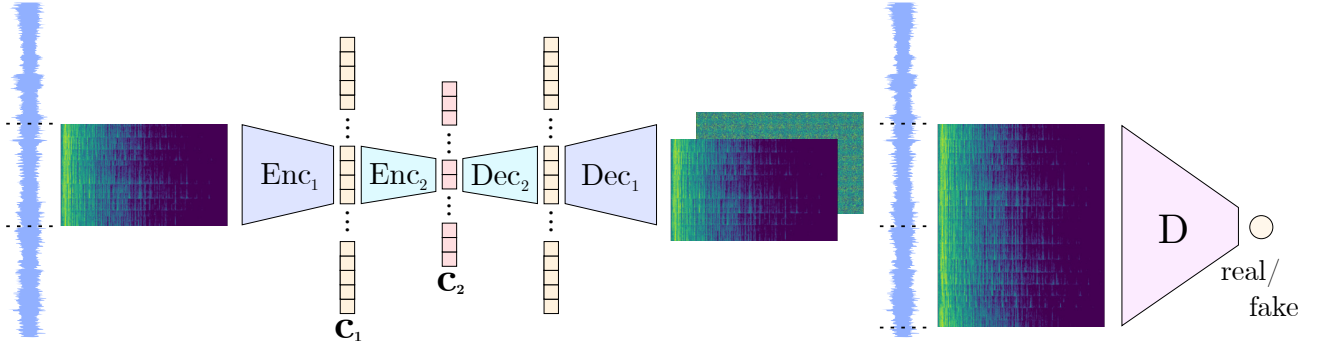 Enc₁
Enc₂
Dec₂
Dec₁
c₂
c₁
D
real/
fake